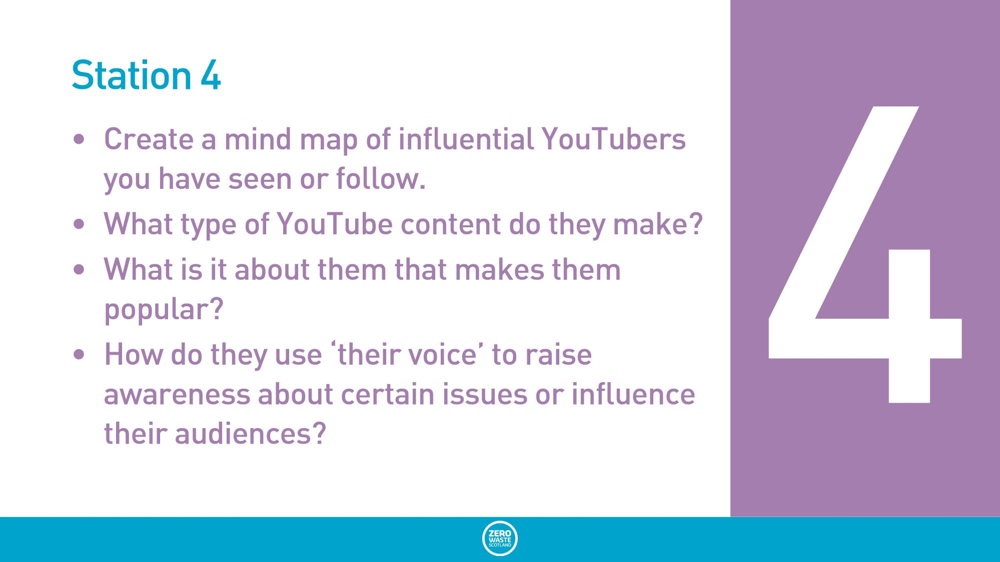 Station 4
• Create a mind map of influential YouTubers
you have seen or follow.
• What type of YouTube content do they make?
• What is it about them that makes them
popular?
• How do they use ‘their voice’ to raise
awareness about certain issues or influence
their audiences?
4
ZERO
WASTE
SCOTLAND